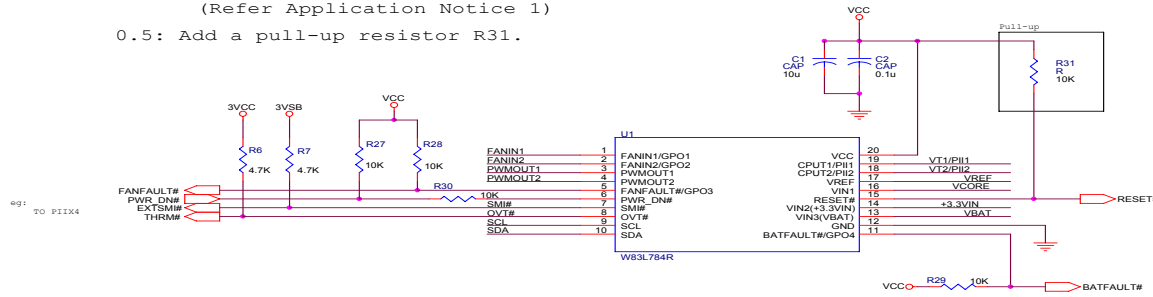 (Refer Application Notice 1)
0.5: Add a pull-up resistor R31.
VCC
Pull-up
C1
CAP
10u
C2
CAP
0.1u
R31
R
10K
3VCC
3VSB
VCC
R6
4.7K
R7
4.7K
R27
10K
R28
10K
R30
10K
U1
FANIN1 1 FANIN1/GPO1
FANIN2 2 FANIN2/GPO2
PWMOUT1 3 PWMOUT1
PWMOUT2 4 PWMOUT2
FANFAULT# 5 FANFAULT#/GPO3
PWR_DN# 6 PWR_DN#
EXTSMI# SMI# 7 SMI#
THRM# OVT# 8 OVT#
SCL 9 SCL
SDA 10 SDA
VCC 20
CPUT1/PII1 19 VT1/PII1
CPUT2/PII2 18 VT2/PII2
VREF 17 VREF
VIN1 16 VCORE
RESET# 15 RESET
VIN2(+3.3VIN) 14 +3.3VIN
VIN3(VBAT) 13 VBAT
GND 12
BATFAULT#/GPO4 11
W83L784R
eg:
TO PIIX4
VCC
R29
10K
BATFAULT#